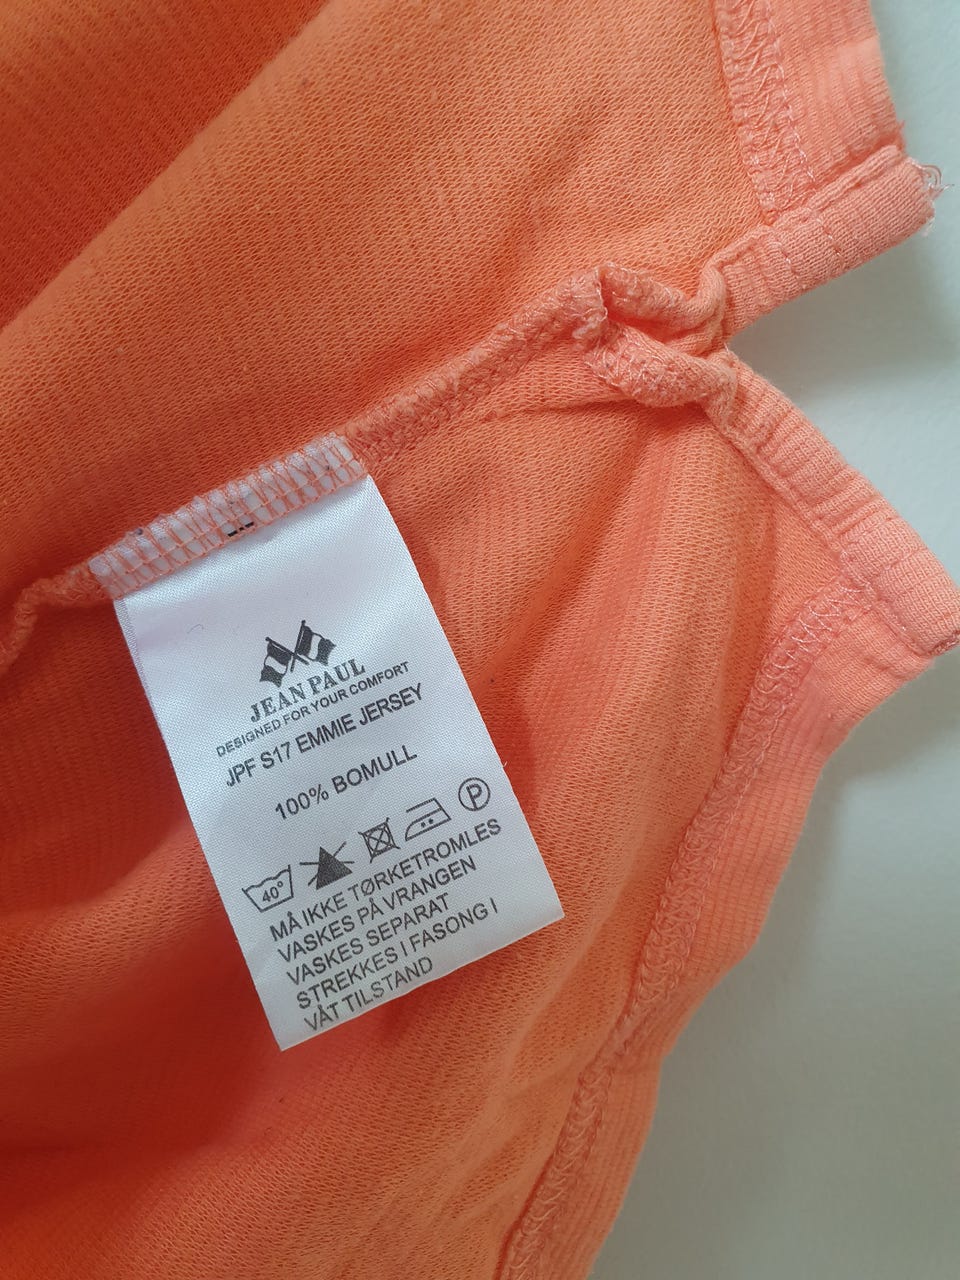 JEAN PAUL
DESIGNED FOR YOUR COMFORT
JPF S17 EMMIE JERSEY
100% BOMULL
40° P
MÅ IKKE TØRKETROMLES
VASKES PÅ VRANGEN
VASKES SEPARAT
STREKKES I FASONG I
VÅT TILSTAND